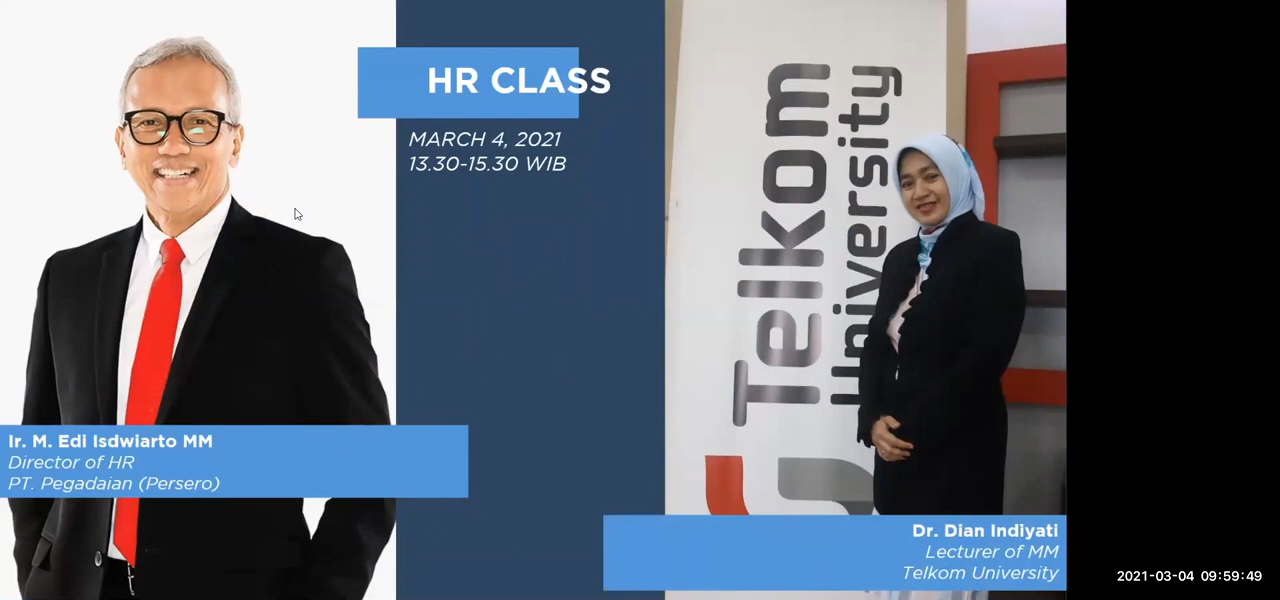 HR CLASS
MARCH 4, 2021
13.30-15.30 WIB
Ir. M. Edi Isdwiarto MM
Director of HR
PT. Pegadaian (Persero)
Telkom
University
Dr. Dian Indiyati
Lecturer of MM
Telkom University
2021-03-04 09:59:49